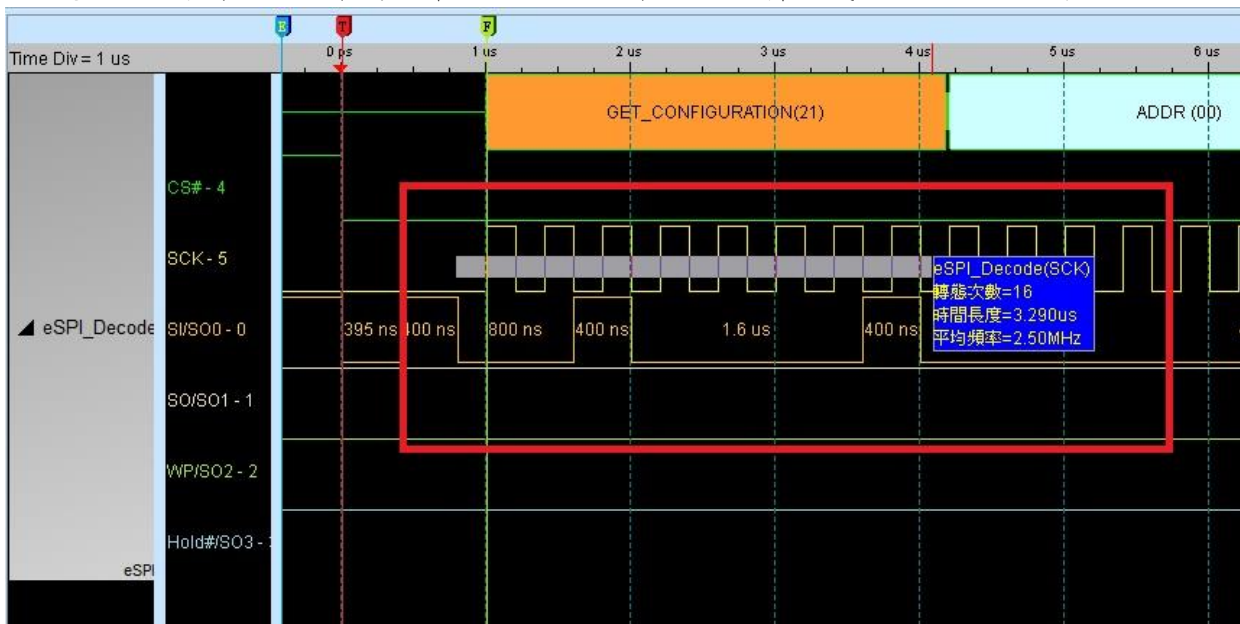 E T F
Time Div = 1 us
0 ps 1 us 2 us 3 us 4 us 5 us 6 us
GET_CONFIGURATION(21) ADDR (00)
CS# - 4
SCK - 5
eSPI_Decode(SCK)
轉態次數=16
時間長度=3.290us
平均頻率=2.50MHz
eSPI_Decode
SI/SO0 - 0
395 ns 400 ns 800 ns 400 ns 1.6 us 400 ns
SO/SO1 - 1
WP/SO2 - 2
Hold#/SO3 -
eSPI